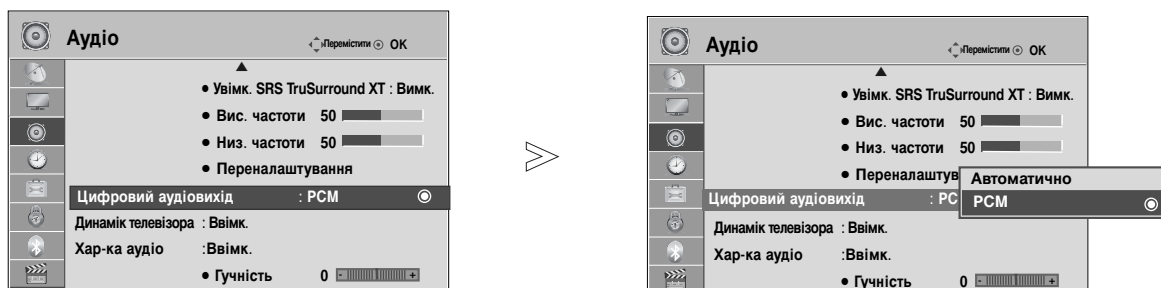 Аудіо Перемістити OK
• Увімк. SRS TruSurround XT : Вимк.
• Вис. частоти 50
• Низ. частоти 50
• Переналаштування
Цифровий аудіовихід : PCM
Динамік телевізора : Ввімк.
Хар-ка аудіо :Ввімк.
• Гучність 0 - +
Аудіо Перемістити OK
• Увімк. SRS TruSurround XT : Вимк.
• Вис. частоти 50
• Низ. частоти 50
• Переналаштув
Цифровий аудіовихід : PC
Автоматично
PCM
Динамік телевізора : Ввімк.
Хар-ка аудіо :Ввімк.
• Гучність 0 - +